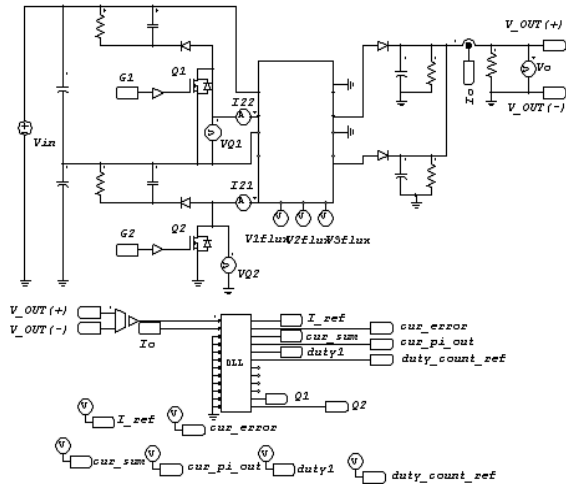 V_OUT(+)
G1
Q1
I22
Io
Vo
V_OUT(-)
Vin
VQ1
I21
G2
Q2
V1flux
V2flux
V3flux
VQ2
V_OUT(+)
V_OUT(-)
Io
DLL
I_ref
cur_error
cur_sum
cur_pi_out
duty1
duty_count_ref
Q1
Q2
I_ref
cur_error
cur_sum
cur_pi_out
duty1
duty_count_ref
V
V
V
V
V
V